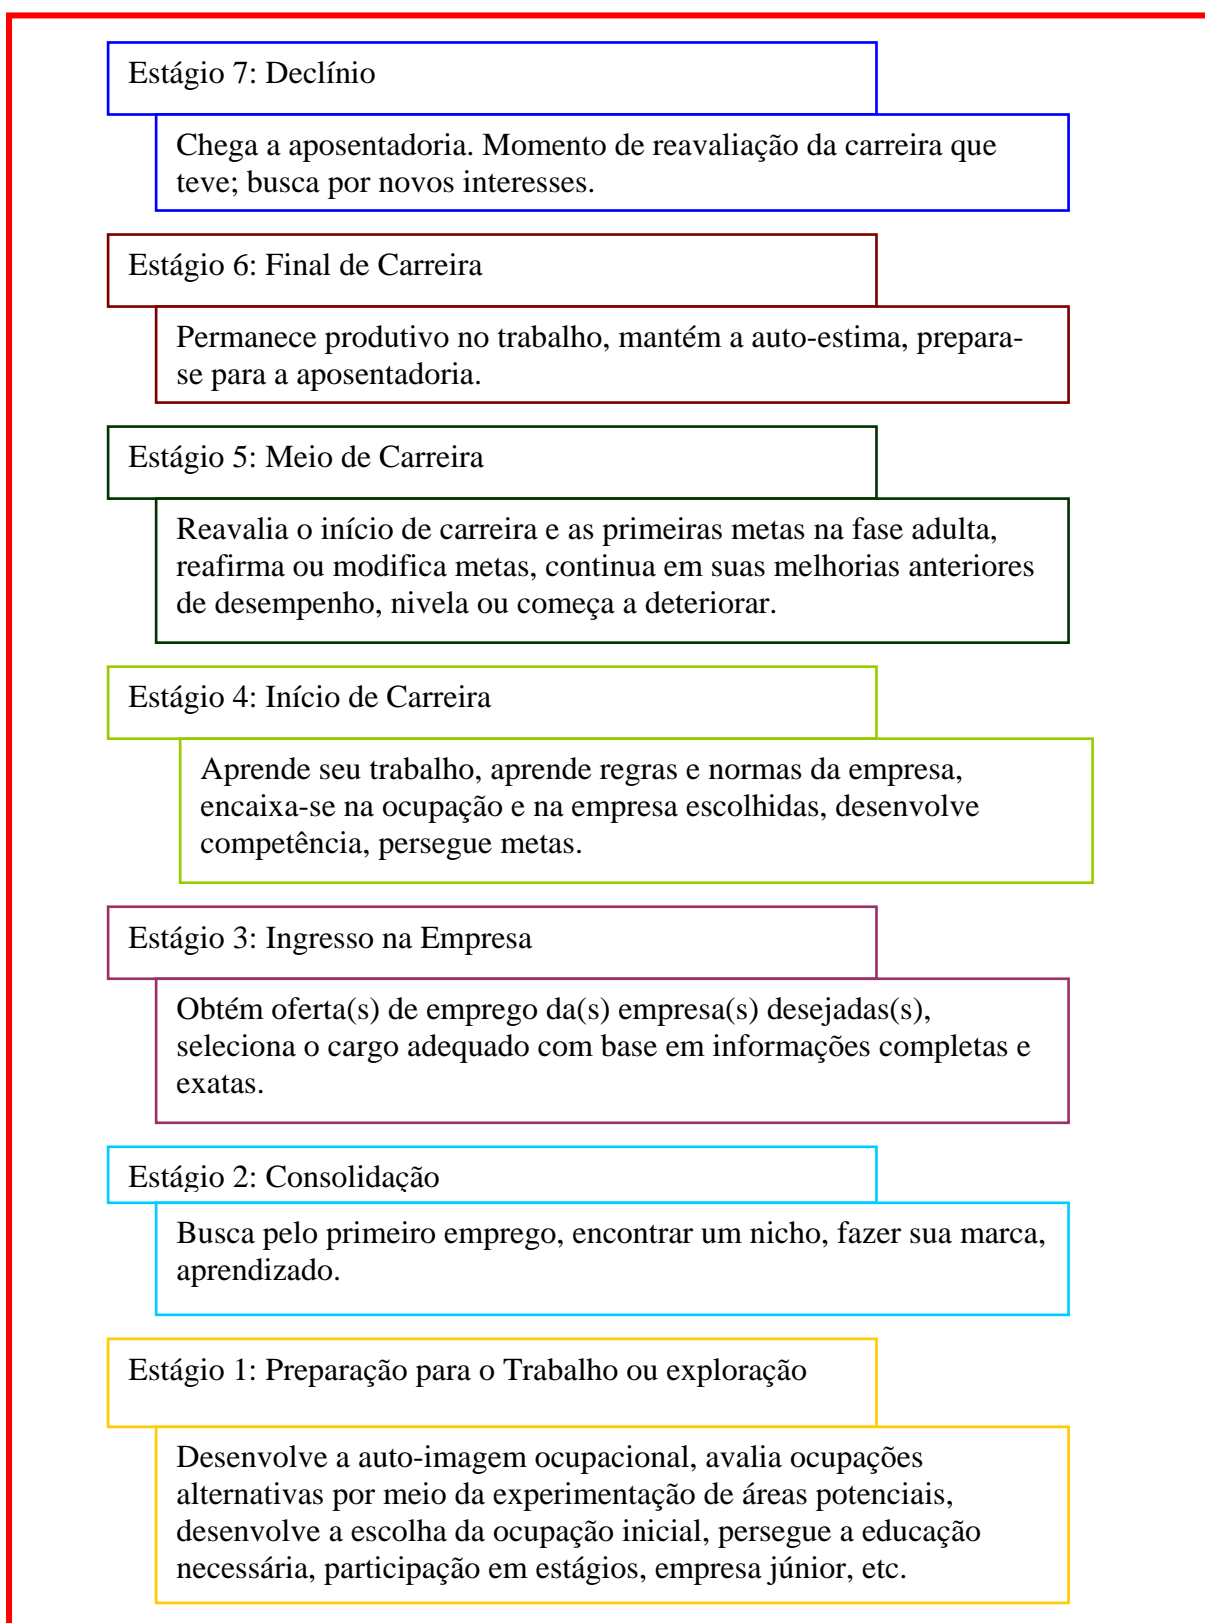 Estágio 7: Declínio
Chega a aposentadoria. Momento de reavaliação da carreira que
teve; busca por novos interesses.
Estágio 6: Final de Carreira
Permanece produtivo no trabalho, mantém a auto-estima, prepara-
se para a aposentadoria.
Estágio 5: Meio de Carreira
Reavalia o início de carreira e as primeiras metas na fase adulta,
reafirma ou modifica metas, continua em suas melhorias anteriores
de desempenho, nivela ou começa a deteriorar.
Estágio 4: Início de Carreira
Aprende seu trabalho, aprende regras e normas da empresa,
encaixa-se na ocupação e na empresa escolhidas, desenvolve
competência, persegue metas.
Estágio 3: Ingresso na Empresa
Obtém oferta(s) de emprego da(s) empresa(s) desejadas(s),
seleciona o cargo adequado com base em informações completas e
exatas.
Estágio 2: Consolidação
Busca pelo primeiro emprego, encontrar um nicho, fazer sua marca,
aprendizado.
Estágio 1: Preparação para o Trabalho ou exploração
Desenvolve a auto-imagem ocupacional, avalia ocupações
alternativas por meio da experimentação de áreas potenciais,
desenvolve a escolha da ocupação inicial, persegue a educação
necessária, participação em estágios, empresa júnior, etc.